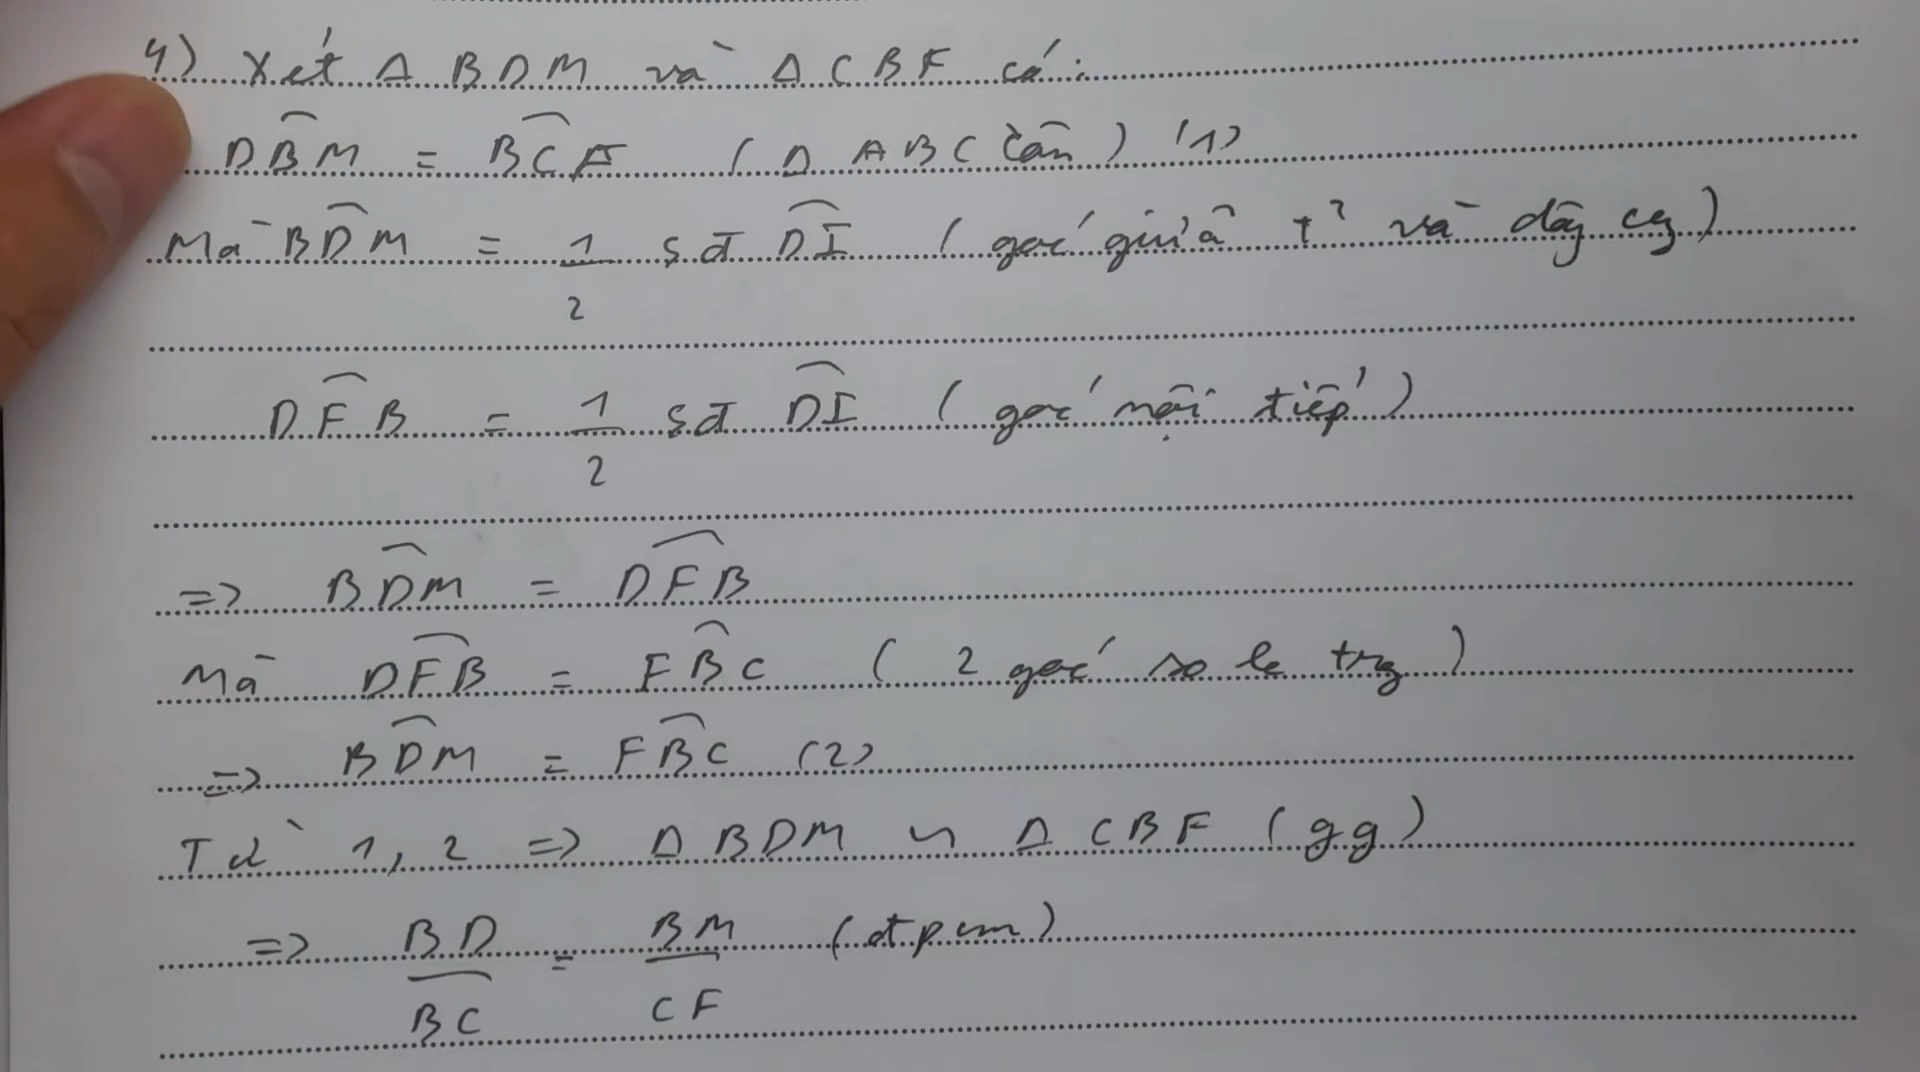 4) Xét Δ BDM và Δ CBF có:
DB̂M = BĈF (Δ ABC cân) (1)
Mà BD̂M = 1/2 sđ DI (góc giữa t² và dây cg)
DF̂B = 1/2 sđ DI (góc nội tiếp)
=> BD̂M = DF̂B
Mà DF̂B = FB̂C (2 góc so le trg)
=> BD̂M = FB̂C (2)
Từ 1, 2 => Δ BDM ∽ Δ CBF (gg)
=> BD/BC = BM/CF (đpcm)